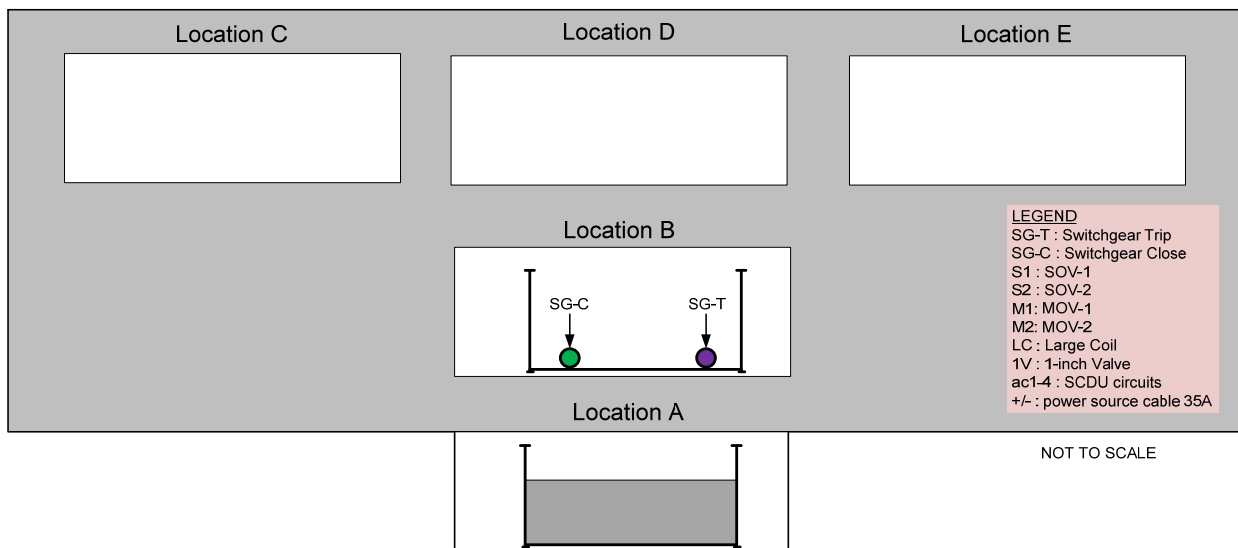 Location C
Location D
Location E
Location B
SG-C
SG-T
Location A
LEGEND
SG-T : Switchgear Trip
SG-C : Switchgear Close
S1 : SOV-1
S2 : SOV-2
M1: MOV-1
M2: MOV-2
LC : Large Coil
1V : 1-inch Valve
ac1-4 : SCDU circuits
+/- : power source cable 35A
NOT TO SCALE